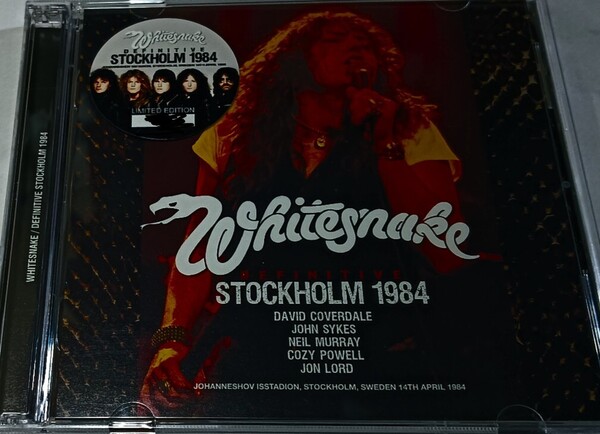 Whitesnake
DEFINITIVE
STOCKHOLM 1984
LIMITED EDITION
WHITESNAKE / DEFINITIVE STOCKHOLM 1984
Whitesnake
DEFINITIVE
STOCKHOLM 1984
DAVID COVERDALE
JOHN SYKES
NEIL MURRAY
COZY POWELL
JON LORD
JOHANNESHOV ISSTADION, STOCKHOLM, SWEDEN 14TH APRIL 1984